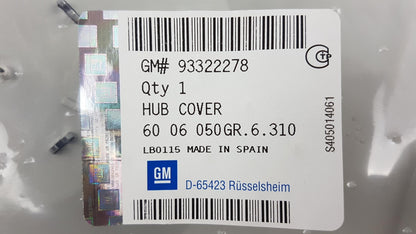 GM# 93322278
Qty 1
HUB COVER
60 06 050GR.6.310
LB0115 MADE IN SPAIN
GM
D-65423 Rüsselsheim
S405014061